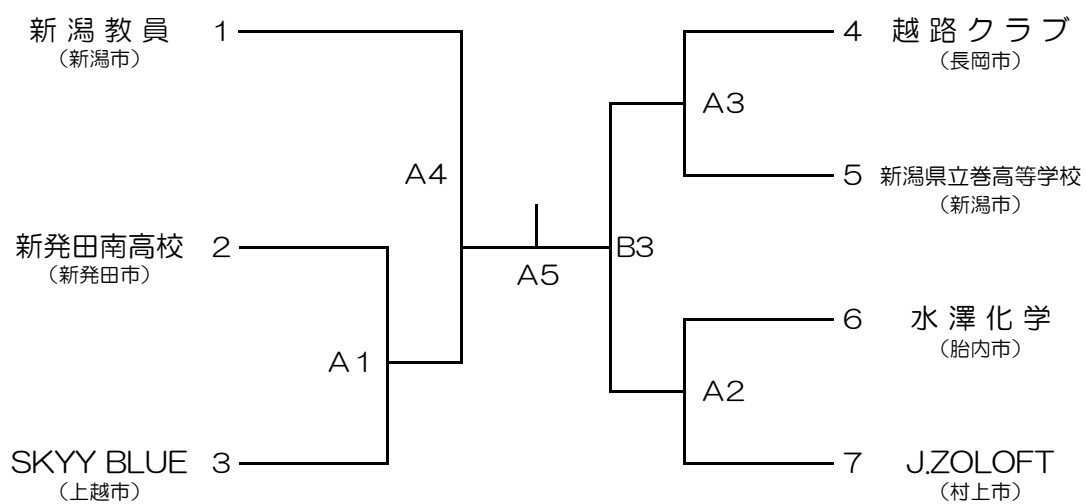 新潟教員 1
（新潟市）
A4
新発田南高校 2
（新発田市）
A1
SKYY BLUE 3
（上越市）
A5
4 越路クラブ
（長岡市）
A3
5 新潟県立巻高等学校
（新潟市）
B3
6 水澤化学
（胎内市）
A2
7 J.ZOLOFT
（村上市）